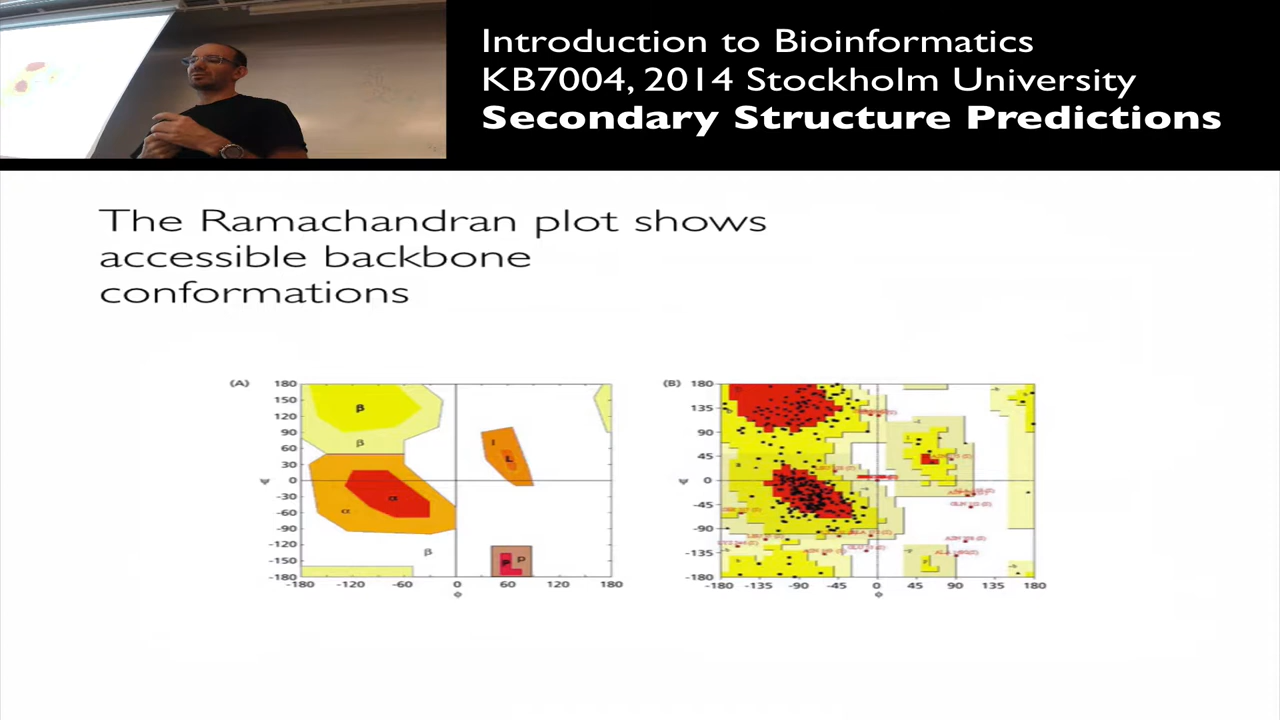 Introduction to Bioinformatics
KB7004, 2014 Stockholm University
Secondary Structure Predictions
The Ramachandran plot shows
accessible backbone
conformations
(A)
180
150
120
90
60
30
0
-30
-60
-90
-120
-150
-180
ψ
β
β
α
α
β
l
L
P
P
-180
-120
-60
0
60
120
180
ϕ
(B)
180
135
90
45
0
-45
-90
-135
-180
ψ
-180
-135
-90
-45
0
45
90
135
180
ϕ